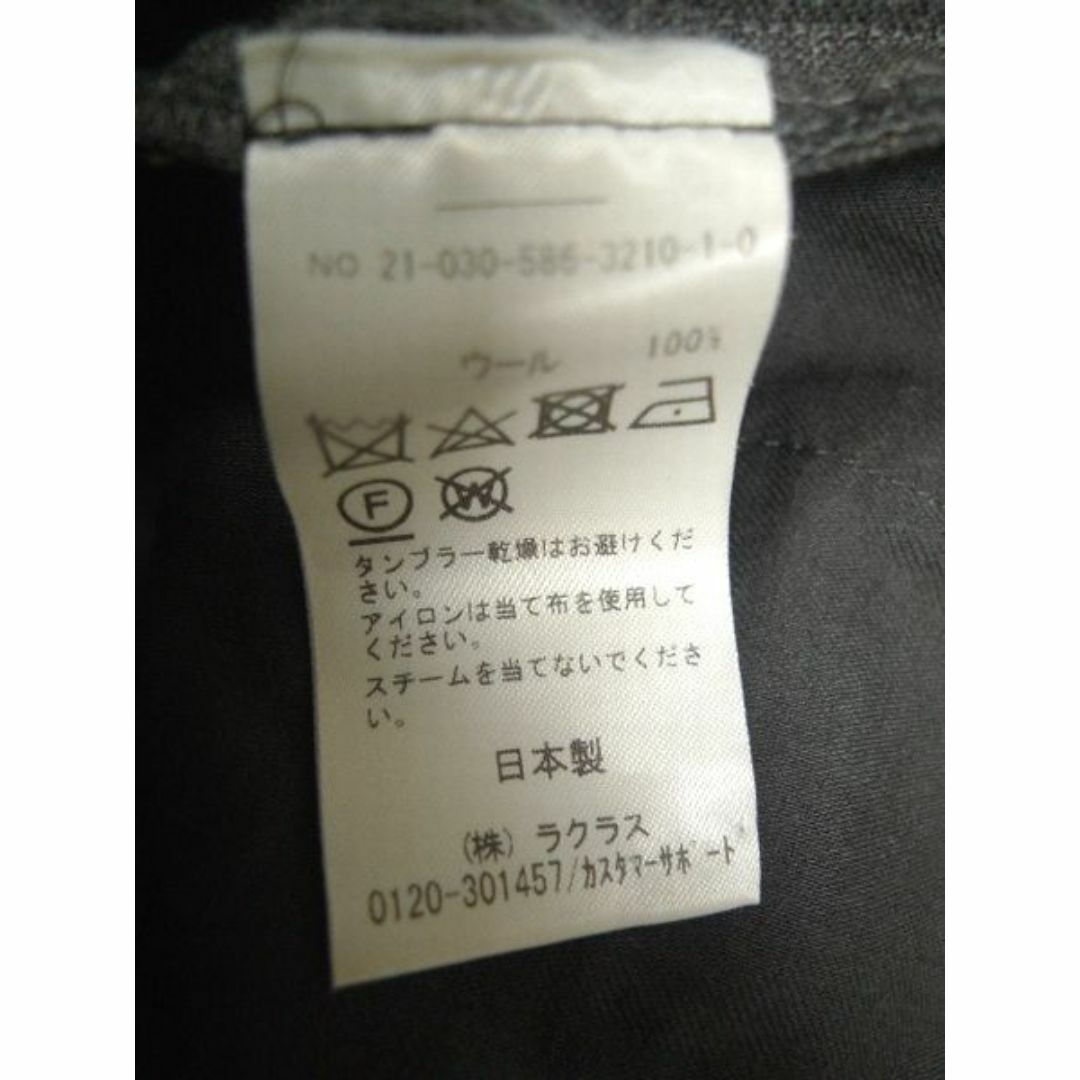 NO 21-030-586-3210-1-0
ウール 100%
F W
タンブラー乾燥はお避けくだ
さい。
アイロンは当て布を使用して
ください。
スチームを当てないでくださ
い。
日本製
(株) ラクラス
0120-301457/カスタマーサポート